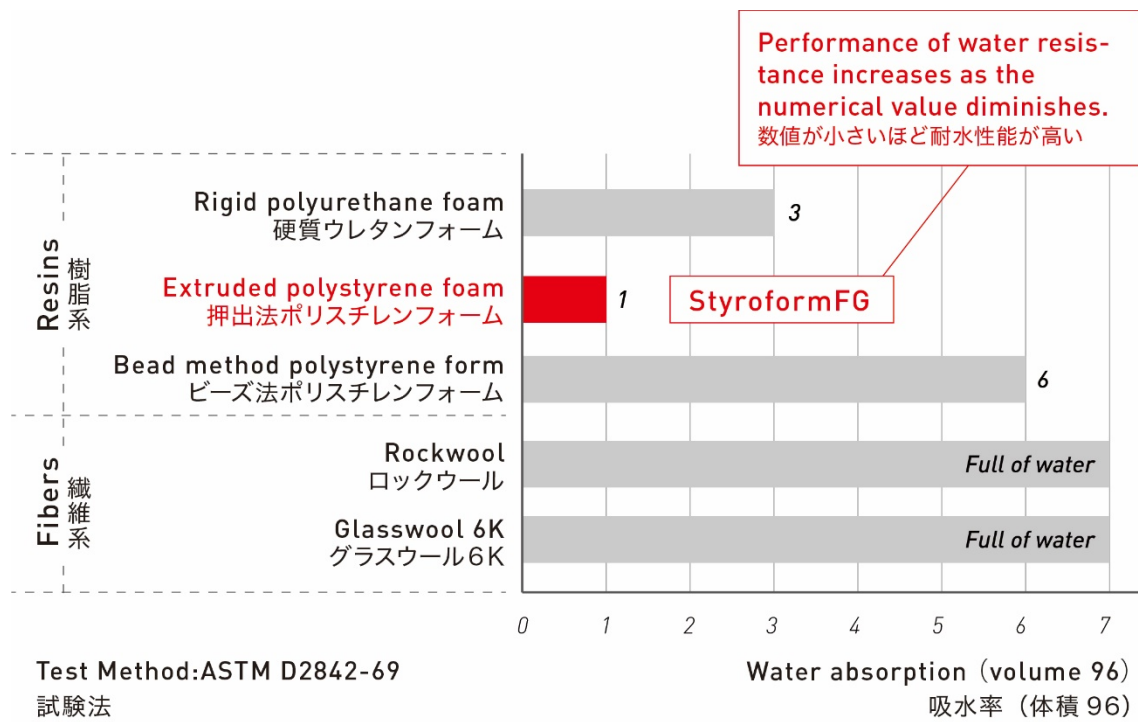 Performance of water resis-
tance increases as the
numerical value diminishes.
数値が小さいほど耐水性能が高い
Resins
樹脂系
Rigid polyurethane foam
硬質ウレタンフォーム
3
Extruded polystyrene foam
押出法ポリスチレンフォーム
1
StyroformFG
Bead method polystyrene form
ビーズ法ポリスチレンフォーム
6
Fibers
繊維系
Rockwool
ロックウール
Full of water
Glasswool 6K
グラスウール6K
Full of water
0 1 2 3 4 5 6 7
Test Method:ASTM D2842-69
試験法
Water absorption (volume 96)
吸水率 (体積 96)